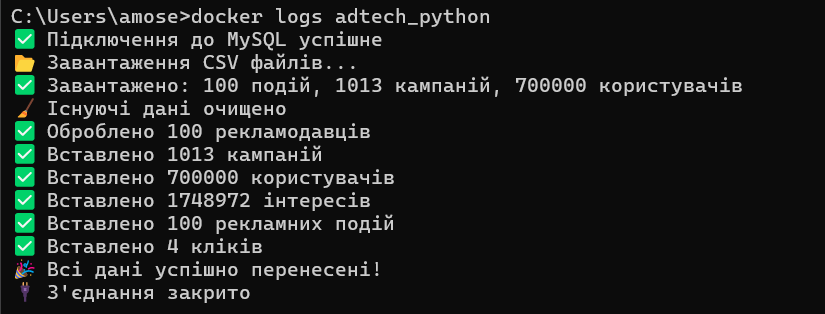 C:\Users\amose>docker logs adtech_python
✅ Підключення до MySQL успішне
📂 Завантаження CSV файлів...
✅ Завантажено: 100 подій, 1013 кампаній, 700000 користувачів
🧹 Існуючі дані очищено
✅ Оброблено 100 рекламодавців
✅ Вставлено 1013 кампаній
✅ Вставлено 700000 користувачів
✅ Вставлено 1748972 інтересів
✅ Вставлено 100 рекламних подій
✅ Вставлено 4 кліків
🎉 Всі дані успішно перенесені!
🔌 З'єднання закрито